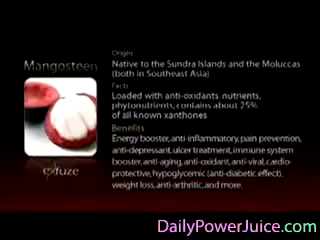 Mangosteen
Origin
Native to the Sundra Islands and the Moluccas
(both in Southeast Asia)
Facts
Loaded with anti-oxidants, nutrients,
phytonutrients, contains about 25%
of all known xanthones.
Benefits
Energy booster, anti-inflammatory, pain prevention,
anti-depressant, ulcer treatment, immune system
booster, anti-aging, anti-oxidant, anti-viral, cardio-
protective, hypoglycemic (anti-diabetic effect),
weight loss, anti-arthritic, and more.
eXfuze
DailyPowerJuice.com